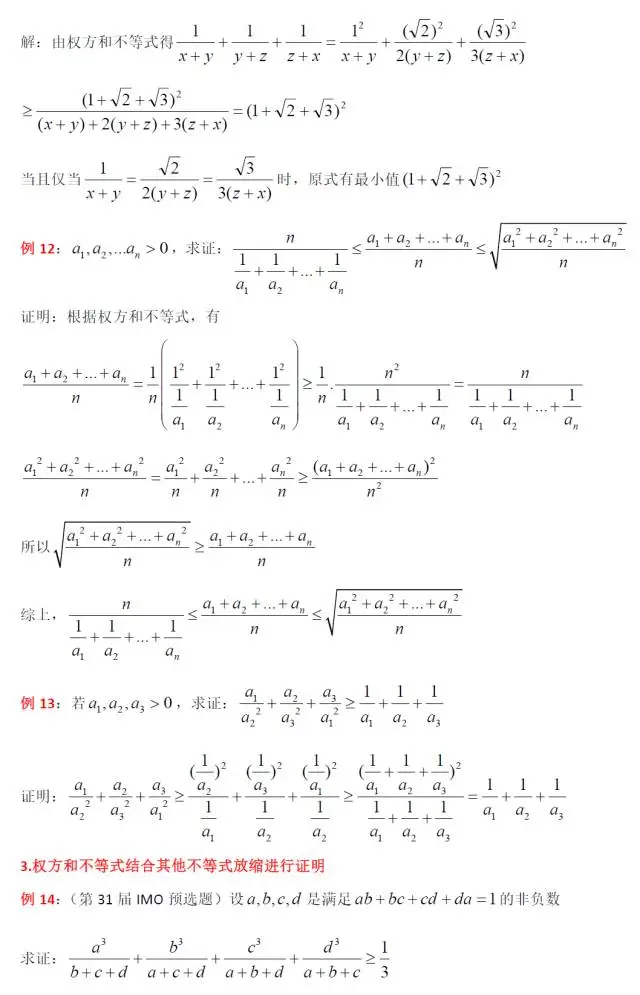 解：由权方和不等式得 $\frac{1}{x+y}+\frac{1}{y+z}+\frac{1}{z+x}=\frac{1^2}{x+y}+\frac{(\sqrt{2})^2}{2(y+z)}+\frac{(\sqrt{3})^2}{3(z+x)}$
$\geq\frac{(1+\sqrt{2}+\sqrt{3})^2}{(x+y)+2(y+z)+3(z+x)}=(1+\sqrt{2}+\sqrt{3})^2$
当且仅当 $\frac{1}{x+y}=\frac{\sqrt{2}}{2(y+z)}=\frac{\sqrt{3}}{3(z+x)}$ 时，原式有最小值 $(1+\sqrt{2}+\sqrt{3})^2$
例 12：$a_1,a_2,...a_n>0$，求证：$\frac{n}{\frac{1}{a_1}+\frac{1}{a_2}+...+\frac{1}{a_n}}\leq\frac{a_1+a_2+...+a_n}{n}\leq\sqrt{\frac{a_1^2+a_2^2+...+a_n^2}{n}}$
证明：根据权方和不等式，有
$\frac{a_1+a_2+...+a_n}{n}=\frac{1}{n}\left(\frac{1^2}{\frac{1}{a_1}}+\frac{1^2}{\frac{1}{a_2}}+...+\frac{1^2}{\frac{1}{a_n}}\right)\geq\frac{1}{n}.\frac{n^2}{\frac{1}{a_1}+\frac{1}{a_2}+...+\frac{1}{a_n}}=\frac{n}{\frac{1}{a_1}+\frac{1}{a_2}+...+\frac{1}{a_n}}$
$\frac{a_1^2+a_2^2+...+a_n^2}{n}=\frac{a_1^2}{n}+\frac{a_2^2}{n}+...+\frac{a_n^2}{n}\geq\frac{(a_1+a_2+...+a_n)^2}{n^2}$
所以 $\sqrt{\frac{a_1^2+a_2^2+...+a_n^2}{n}}\geq\frac{a_1+a_2+...+a_n}{n}$
综上，$\frac{n}{\frac{1}{a_1}+\frac{1}{a_2}+...+\frac{1}{a_n}}\leq\frac{a_1+a_2+...+a_n}{n}\leq\sqrt{\frac{a_1^2+a_2^2+...+a_n^2}{n}}$
例 13：若 $a_1,a_2,a_3>0$，求证：$\frac{a_1}{a_2^2}+\frac{a_2}{a_3^2}+\frac{a_3}{a_1^2}\geq\frac{1}{a_1}+\frac{1}{a_2}+\frac{1}{a_3}$
证明：$\frac{a_1}{a_2^2}+\frac{a_2}{a_3^2}+\frac{a_3}{a_1^2}\geq\frac{(\frac{1}{a_2})^2}{\frac{1}{a_1}}+\frac{(\frac{1}{a_3})^2}{\frac{1}{a_2}}+\frac{(\frac{1}{a_1})^2}{\frac{1}{a_2}}\geq\frac{(\frac{1}{a_1}+\frac{1}{a_2}+\frac{1}{a_3})^2}{\frac{1}{a_1}+\frac{1}{a_2}+\frac{1}{a_3}}=\frac{1}{a_1}+\frac{1}{a_2}+\frac{1}{a_3}$
3.权方和不等式结合其他不等式放缩进行证明
例 14：（第 31 届 IMO 预选题）设 $a,b,c,d$ 是满足 $ab+bc+cd+da=1$ 的非负数
求证：$\frac{a^3}{b+c+d}+\frac{b^3}{a+c+d}+\frac{c^3}{a+b+d}+\frac{d^3}{a+b+c}\geq\frac{1}{3}$